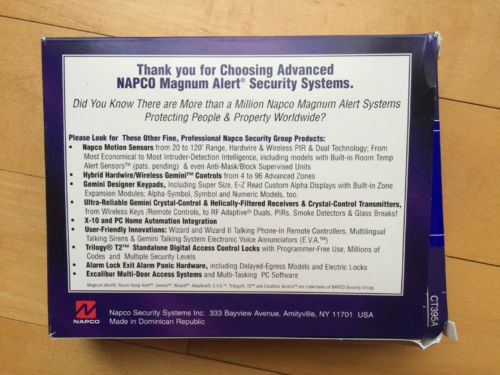 Thank you for Choosing Advanced
NAPCO Magnum Alert® Security Systems.
Did You Know There are More than a Million Napco Magnum Alert Systems
Protecting People & Property Worldwide?
Please Look for These Other Fine, Professional Napco Security Group Products:
• Napco Motion Sensors from 20 to 120' Range, Hardwire & Wireless PIR & Dual Technology; From
Most Economical to Most Intruder-Detection Intelligence, including models with Built-in Room Temp
Alert Sensors™ (pats. pending) & even Anti-Mask/Block Supervised Units
• Hybrid Hardwire/Wireless Gemini™ Controls from 4 to 96 Advanced Zones
• Gemini Designer Keypads, Including Super Size, E-Z Read Custom Alpha Displays with Built-in Zone
Expansion Modules; Alpha-Symbol, Symbol and Numeric Models, too.
• Ultra-Reliable Gemini Crystal-Control & Helically-Filtered Receivers & Crystal-Control Transmitters,
from Wireless Keys /Remote Controls, to RF Adaptive® Duals, PIRs, Smoke Detectors & Glass Breaks!
• X-10 and PC Home Automation Integration
• User-Friendly Innovations: Wizard and Wizard II Talking Phone-In Remote Controllers, Multilingual
Talking Sirens & Gemini Talking System Electronic Voice Annunciators (E.V.A.™)
• Trilogy® T2™ Standalone Digital Access Control Locks with Programmer-Free Use, Millions of
Codes and Multiple Security Levels
• Alarm Lock Exit Alarm Panic Hardware, including Delayed-Egress Models and Electric Locks
• Excalibur Multi-Door Access Systems and Multi-Tasking PC Software
NAPCO
Napco Security Systems Inc. 333 Bayview Avenue, Amityville, NY 11701 USA
Made in Dominican Republic
CT395A